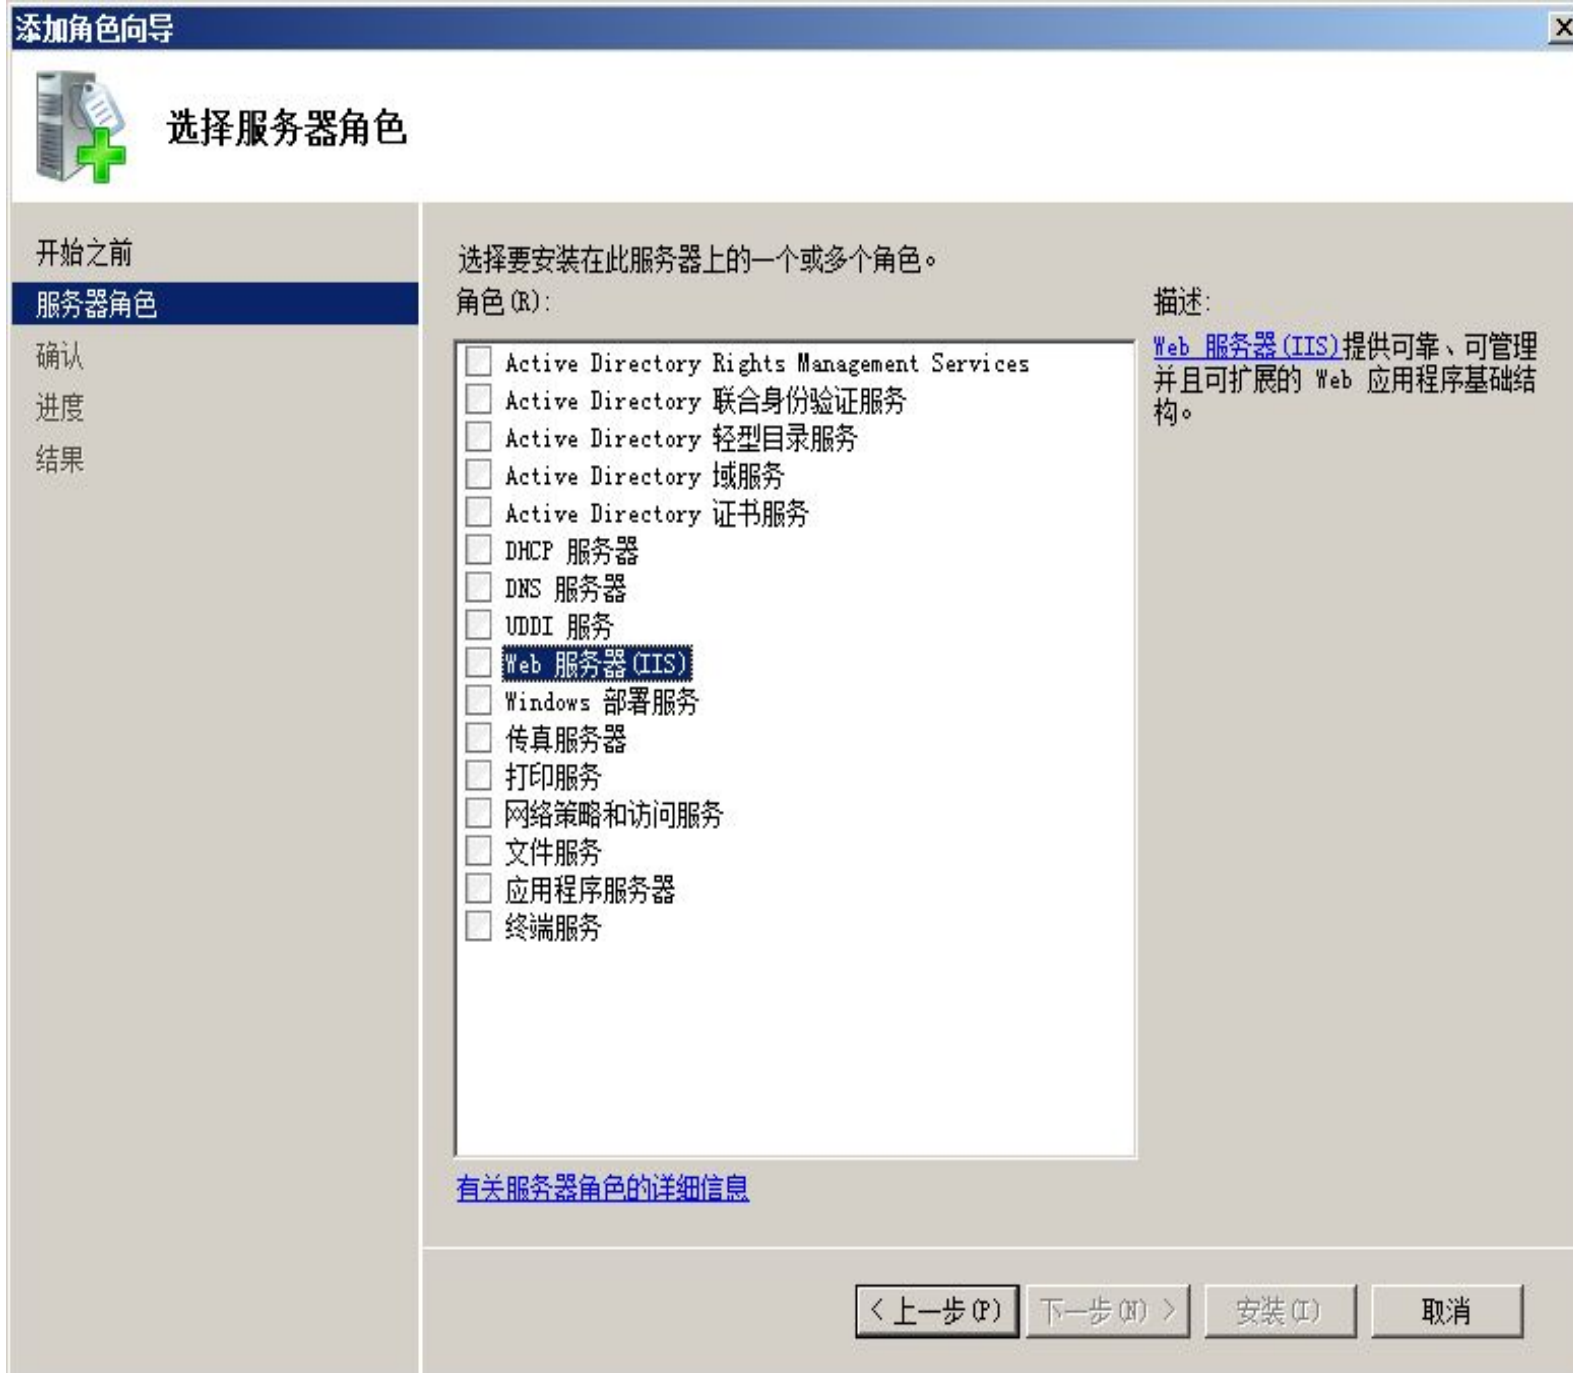 添加角色向导
选择服务器角色
开始之前
服务器角色
确认
进度
结果
选择要安装在此服务器上的一个或多个角色。
角色(R):
Active Directory Rights Management Services
Active Directory 联合身份验证服务
Active Directory 轻型目录服务
Active Directory 域服务
Active Directory 证书服务
DHCP 服务器
DNS 服务器
UDDI 服务
Web 服务器(IIS)
Windows 部署服务
传真服务器
打印服务
网络策略和访问服务
文件服务
应用程序服务器
终端服务
有关服务器角色的详细信息
描述:
Web 服务器(IIS)提供可靠、可管理
并且可扩展的 Web 应用程序基础结
构。
< 上一步(P)
下一步(N) >
安装(I)
取消